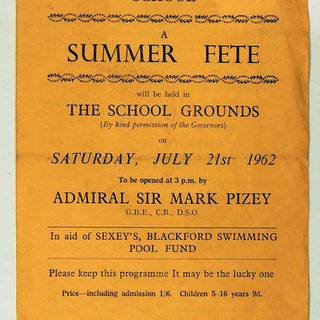 SCHOOL
A
SUMMER FETE
will be held in
THE SCHOOL GROUNDS
(By kind permission of the Governors)
on
SATURDAY, JULY 21st 1962
To be opened at 3 p.m. by
ADMIRAL SIR MARK PIZEY
G.B.E., C.B., D.S.O.
In aid of SEXEY'S, BLACKFORD SWIMMING
POOL FUND
Please keep this programme It may be the lucky one
Price—including admission 1/6. Children 5-16 years 9d.